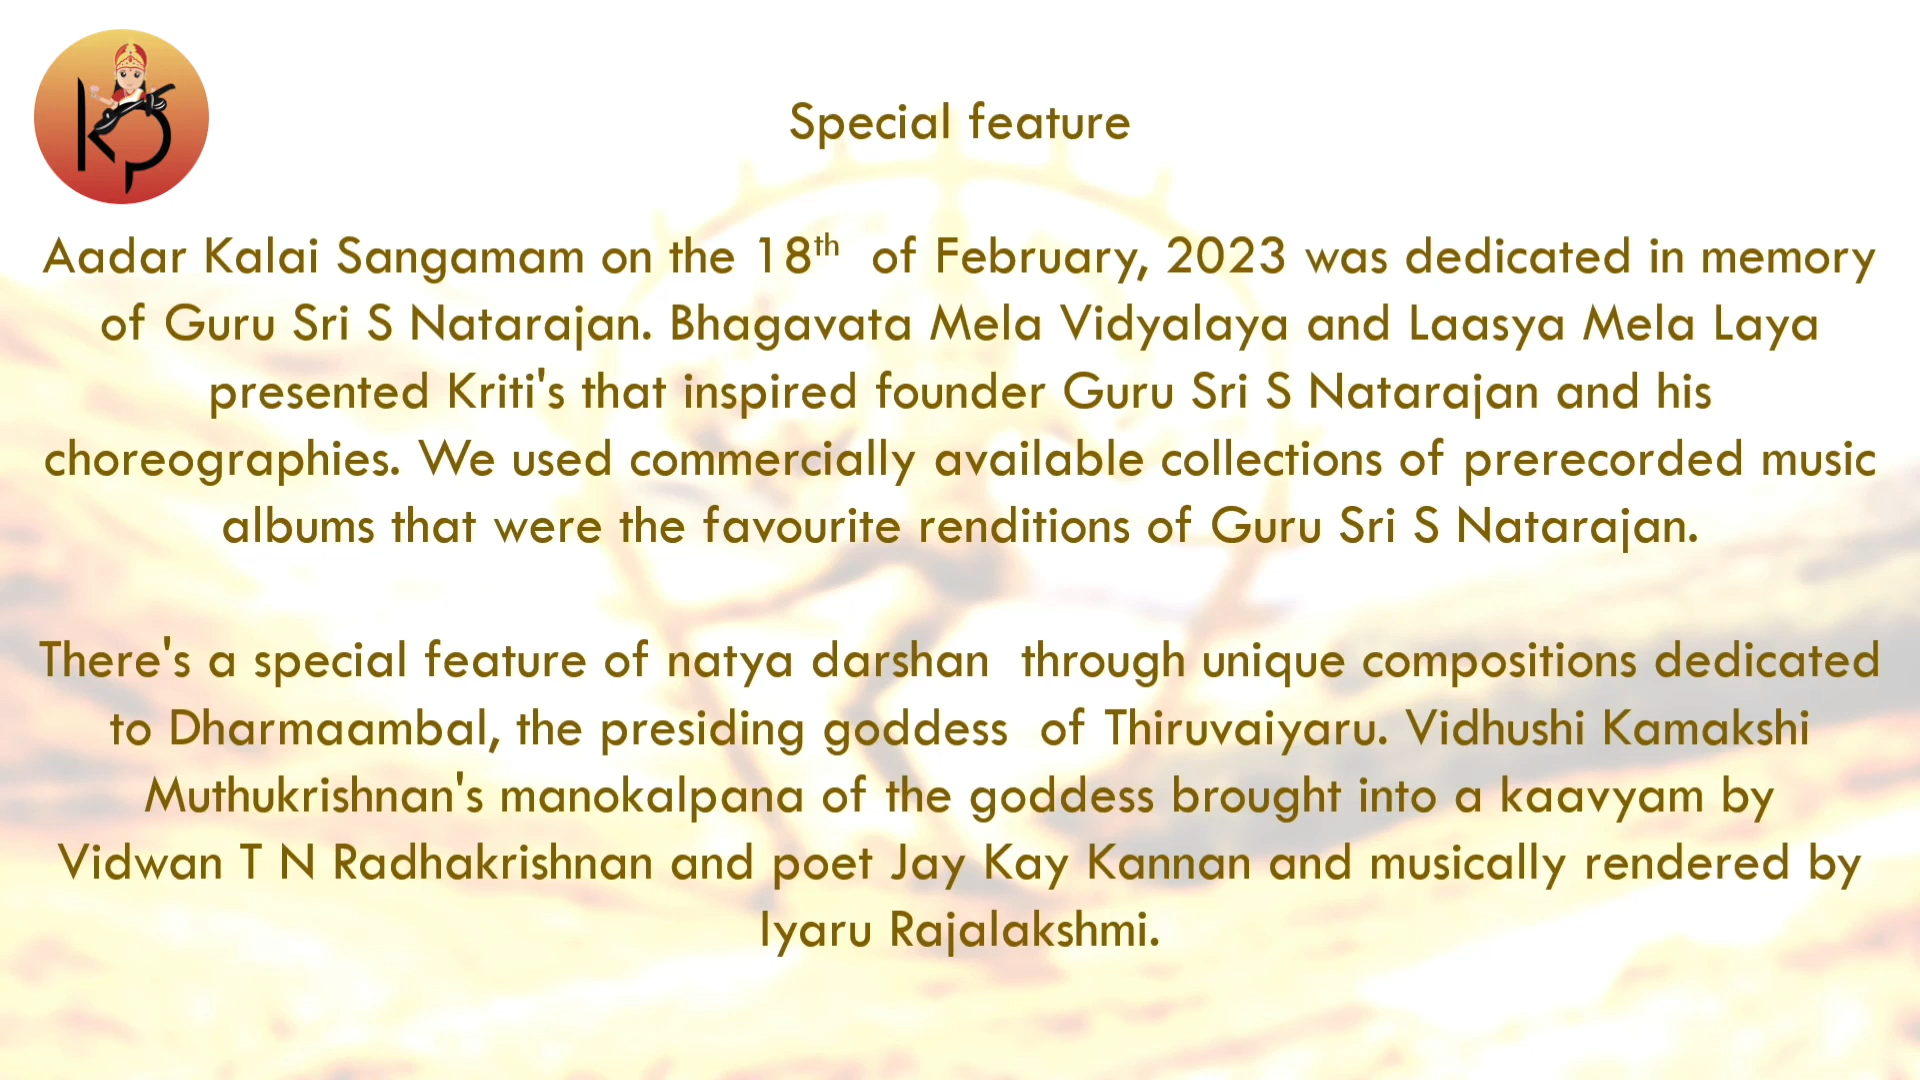 kp
Special feature
Aadar Kalai Sangamam on the 18th of February, 2023 was dedicated in memory
of Guru Sri S Natarajan. Bhagavata Mela Vidyalaya and Laasya Mela Laya
presented Kriti's that inspired founder Guru Sri S Natarajan and his
choreographies. We used commercially available collections of prerecorded music
albums that were the favourite renditions of Guru Sri S Natarajan.
There's a special feature of natya darshan through unique compositions dedicated
to Dharmaambal, the presiding goddess of Thiruvaiyaru. Vidhushi Kamakshi
Muthukrishnan's manokalpana of the goddess brought into a kaavyam by
Vidwan T N Radhakrishnan and poet Jay Kay Kannan and musically rendered by
Iyaru Rajalakshmi.